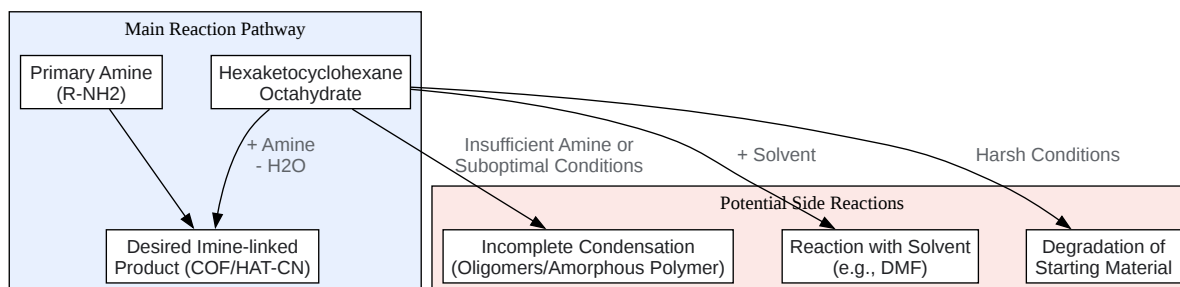 Main Reaction Pathway
Primary Amine
(R-NH2)
Hexaketocyclohexane
Octahydrate
+ Amine
- H2O
Insufficient Amine or
Suboptimal Conditions
+ Solvent
Harsh Conditions
Potential Side Reactions
Desired Imine-linked
Product (COF/HAT-CN)
Incomplete Condensation
(Oligomers/Amorphous Polymer)
Reaction with Solvent
(e.g., DMF)
Degradation of
Starting Material